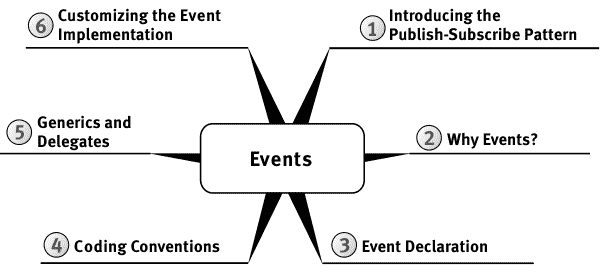 6 Customizing the Event
Implementation
1 Introducing the
Publish-Subscribe Pattern
5 Generics and
Delegates
2 Why Events?
Events
4 Coding Conventions
3 Event Declaration